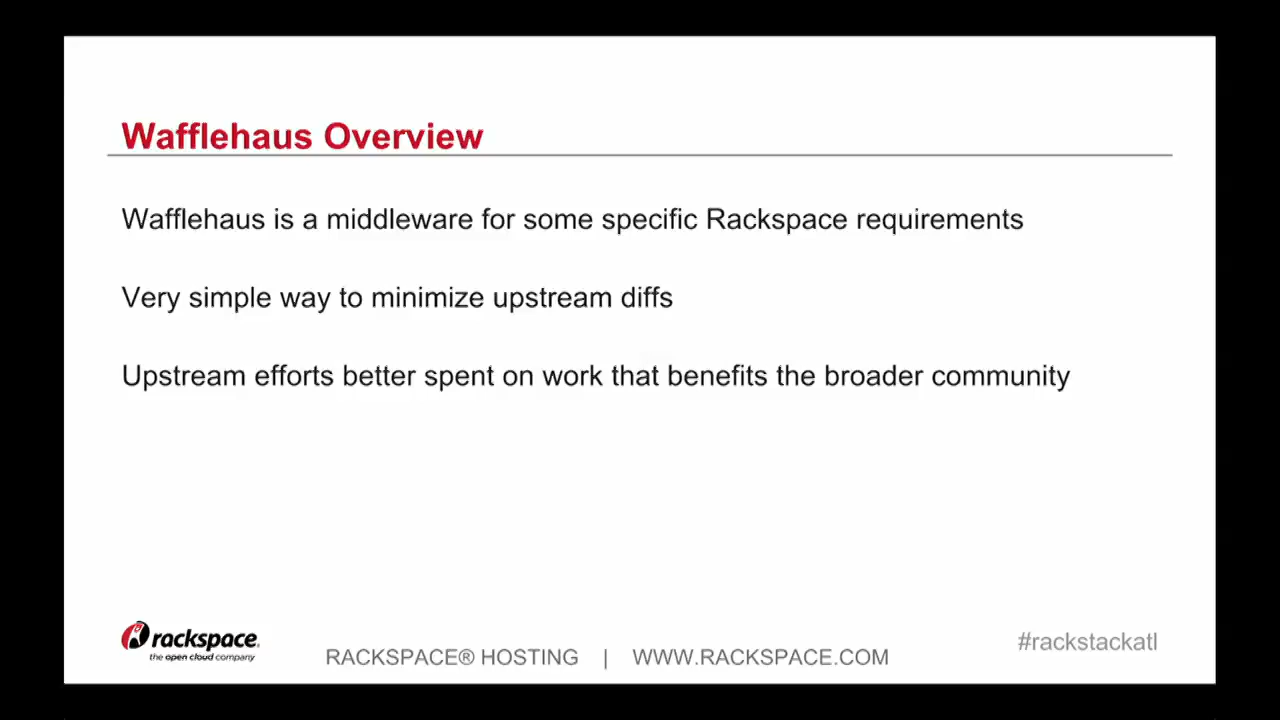 Wafflehaus Overview
Wafflehaus is a middleware for some specific Rackspace requirements
Very simple way to minimize upstream diffs
Upstream efforts better spent on work that benefits the broader community
rackspace.
the open cloud company
RACKSPACE® HOSTING | WWW.RACKSPACE.COM
#rackstackatl